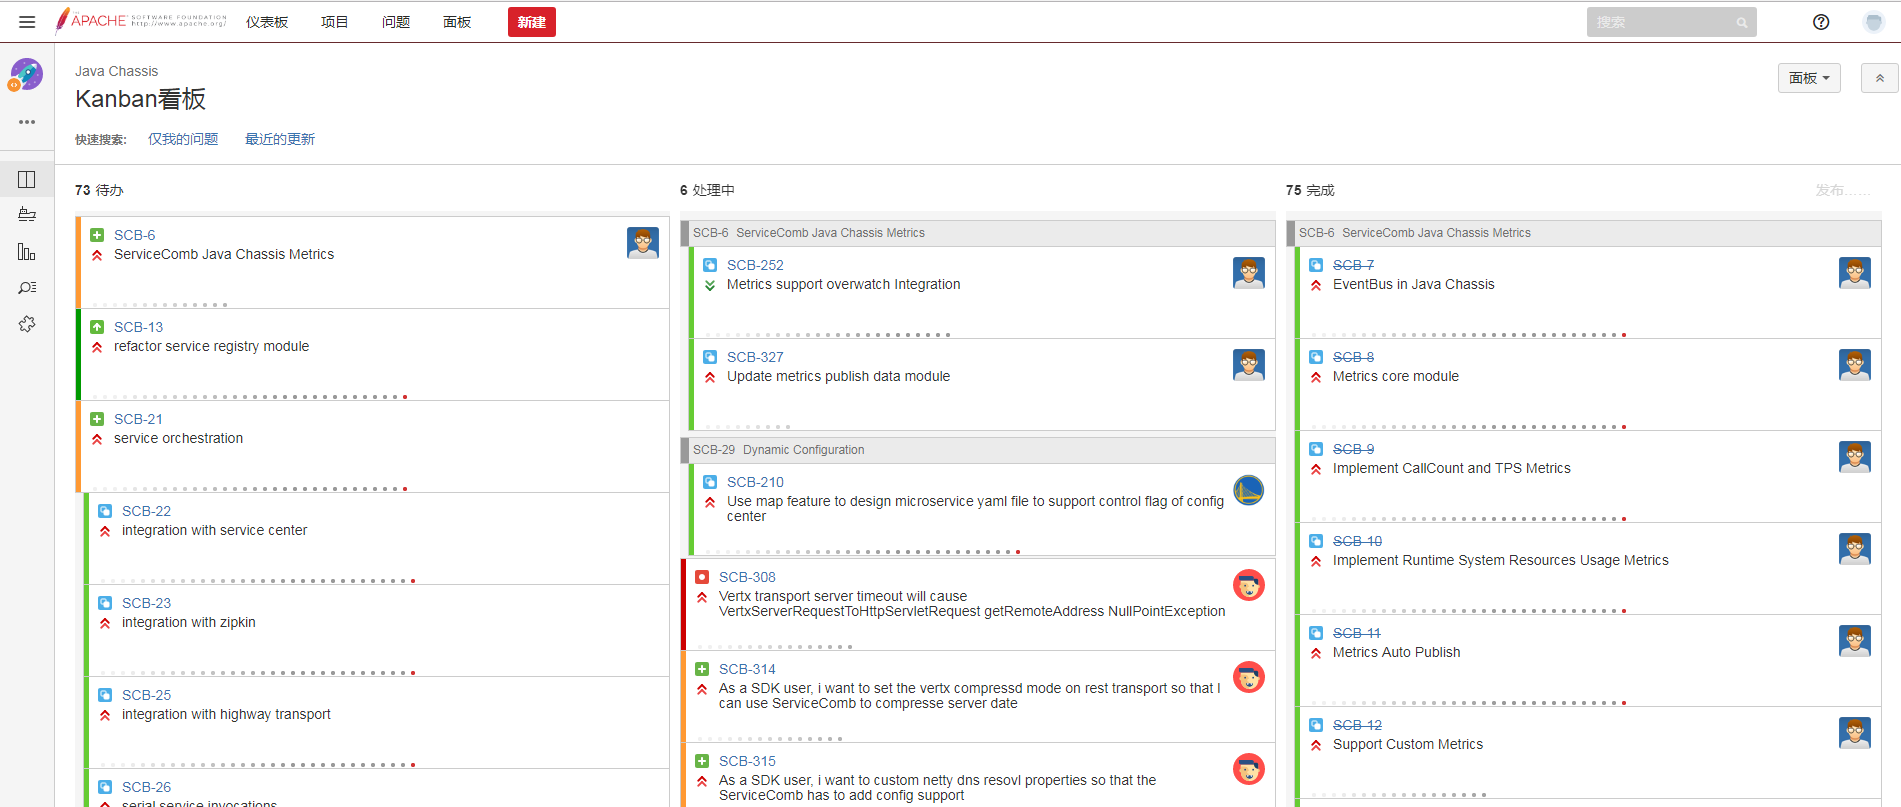 THE
APACHE SOFTWARE FOUNDATION
http://www.apache.org/
仪表板 项目 问题 面板 新建 搜索
Java Chassis
Kanban看板
面板
快速搜索: 仅我的问题 最近的更新
73 待办
SCB-6
ServiceComb Java Chassis Metrics
SCB-13
refactor service registry module
SCB-21
service orchestration
SCB-22
integration with service center
SCB-23
integration with zipkin
SCB-25
integration with highway transport
SCB-26
serial service invocations
6 处理中
SCB-6 ServiceComb Java Chassis Metrics
SCB-252
Metrics support overwatch Integration
SCB-327
Update metrics publish data module
SCB-29 Dynamic Configuration
SCB-210
Use map feature to design microservice yaml file to support control flag of config
center
SCB-308
Vertx transport server timeout will cause
VertxServerRequestToHttpServletRequest getRemoteAddress NullPointException
SCB-314
As a SDK user, i want to set the vertx compressd mode on rest transport so that I
can use ServiceComb to compresse server date
SCB-315
As a SDK user, i want to custom netty dns resovl properties so that the
ServiceComb has to add config support
75 完成 发布......
SCB-6 ServiceComb Java Chassis Metrics
SCB-7
EventBus in Java Chassis
SCB-8
Metrics core module
SCB-9
Implement CallCount and TPS Metrics
SCB-10
Implement Runtime System Resources Usage Metrics
SCB-11
Metrics Auto Publish
SCB-12
Support Custom Metrics